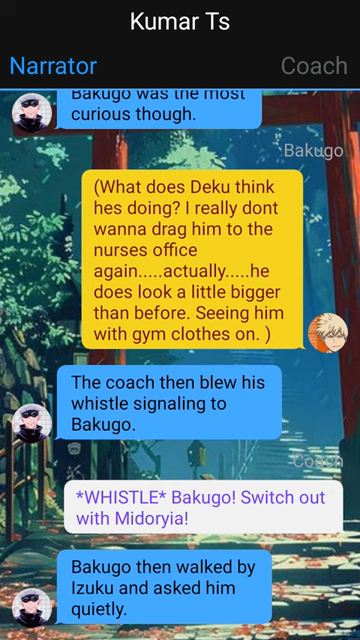 Kumar Ts
Narrator
Coach
Bakugo was the most
curious though.
Bakugo
(What does Deku think
hes doing? I really dont
wanna drag him to the
nurses office
again.....actually.....he
does look a little bigger
than before. Seeing him
with gym clothes on. )
The coach then blew his
whistle signaling to
Bakugo.
Coach
*WHISTLE* Bakugo! Switch out
with Midoryia!
Bakugo then walked by
Izuku and asked him
quietly.